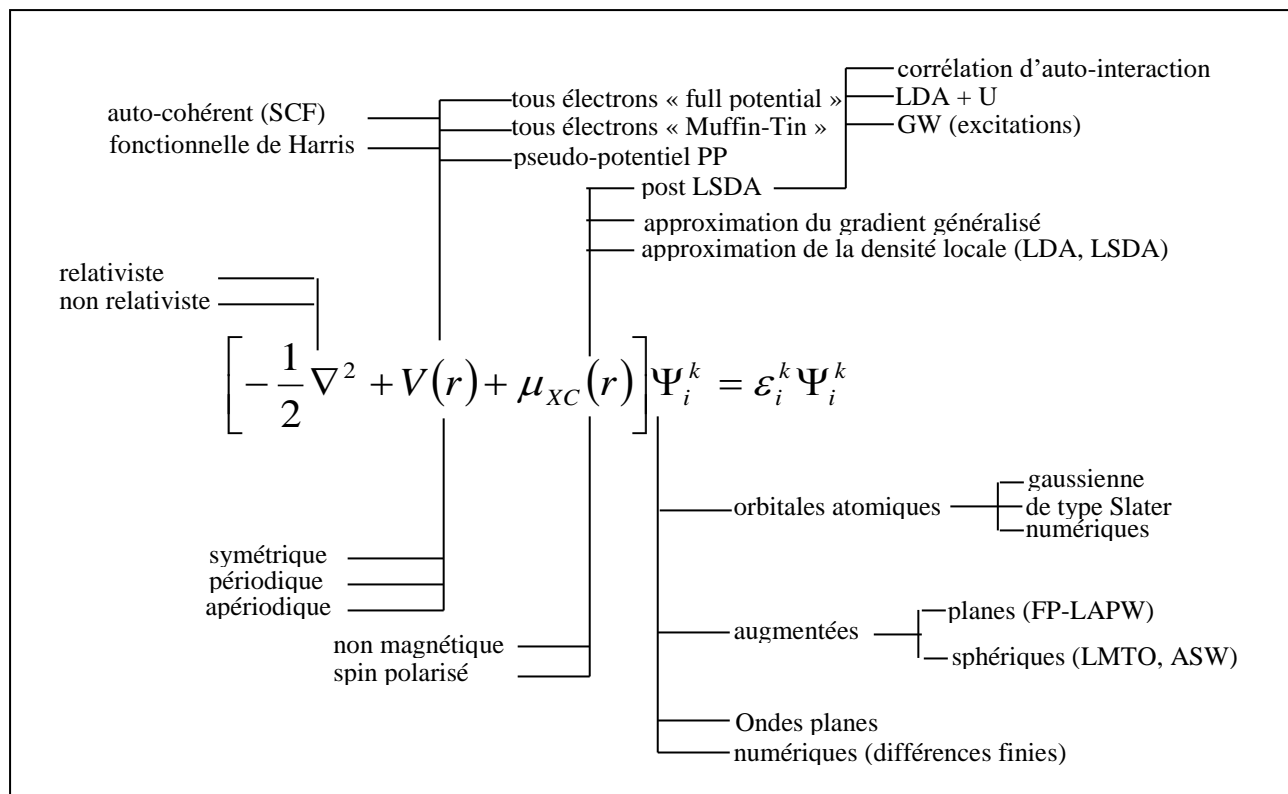 corrélation d'auto-interaction
LDA + U
GW (excitations)
auto-cohérent (SCF)
fonctionnelle de Harris
tous électrons « full potential »
tous électrons « Muffin-Tin »
pseudo-potentiel PP
post LSDA
approximation du gradient généralisé
approximation de la densité locale (LDA, LSDA)
relativiste
non relativiste
[-1/2 ∇² + V(r) + μ_XC(r)]Ψ_i^k = ε_i^k Ψ_i^k
symétrique
périodique
apériodique
non magnétique
spin polarisé
orbitales atomiques
gaussienne
de type Slater
numériques
augmentées
planes (FP-LAPW)
sphériques (LMTO, ASW)
Ondes planes
numériques (différences finies)